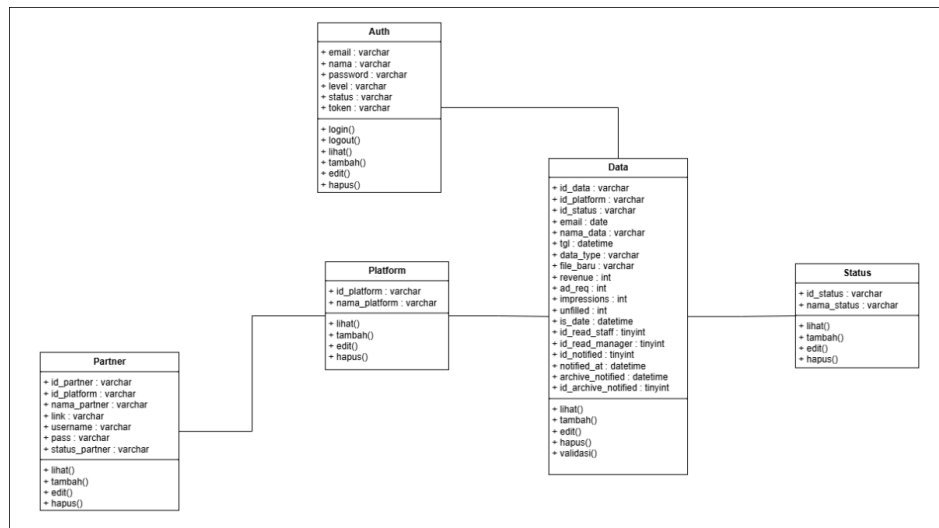 Auth
+ email : varchar
+ nama : varchar
+ password : varchar
+ level : varchar
+ status : varchar
+ token : varchar
+ login()
+ logout()
+ lihat()
+ tambah()
+ edit()
+ hapus()
Data
+ id_data : varchar
+ id_platform : varchar
+ id_status : varchar
+ email : date
+ nama_data : varchar
+ tgl : datetime
+ data_type : varchar
+ file_baru : varchar
+ revenue : int
+ ad_req : int
+ impressions : int
+ unfilled : int
+ is_date : datetime
+ id_read_staff : tinyint
+ id_read_manager : tinyint
+ id_notified : tinyint
+ notified_at : datetime
+ archive_notified : datetime
+ id_archive_notified : tinyint
+ lihat()
+ tambah()
+ edit()
+ hapus()
+ validasi()
Platform
+ id_platform : varchar
+ nama_platform : varchar
+ lihat()
+ tambah()
+ edit()
+ hapus()
Status
+ id_status : varchar
+ nama_status : varchar
+ lihat()
+ tambah()
+ edit()
+ hapus()
Partner
+ id_partner : varchar
+ id_platform : varchar
+ nama_partner : varchar
+ link : varchar
+ username : varchar
+ pass : varchar
+ status_partner : varchar
+ lihat()
+ tambah()
+ edit()
+ hapus()